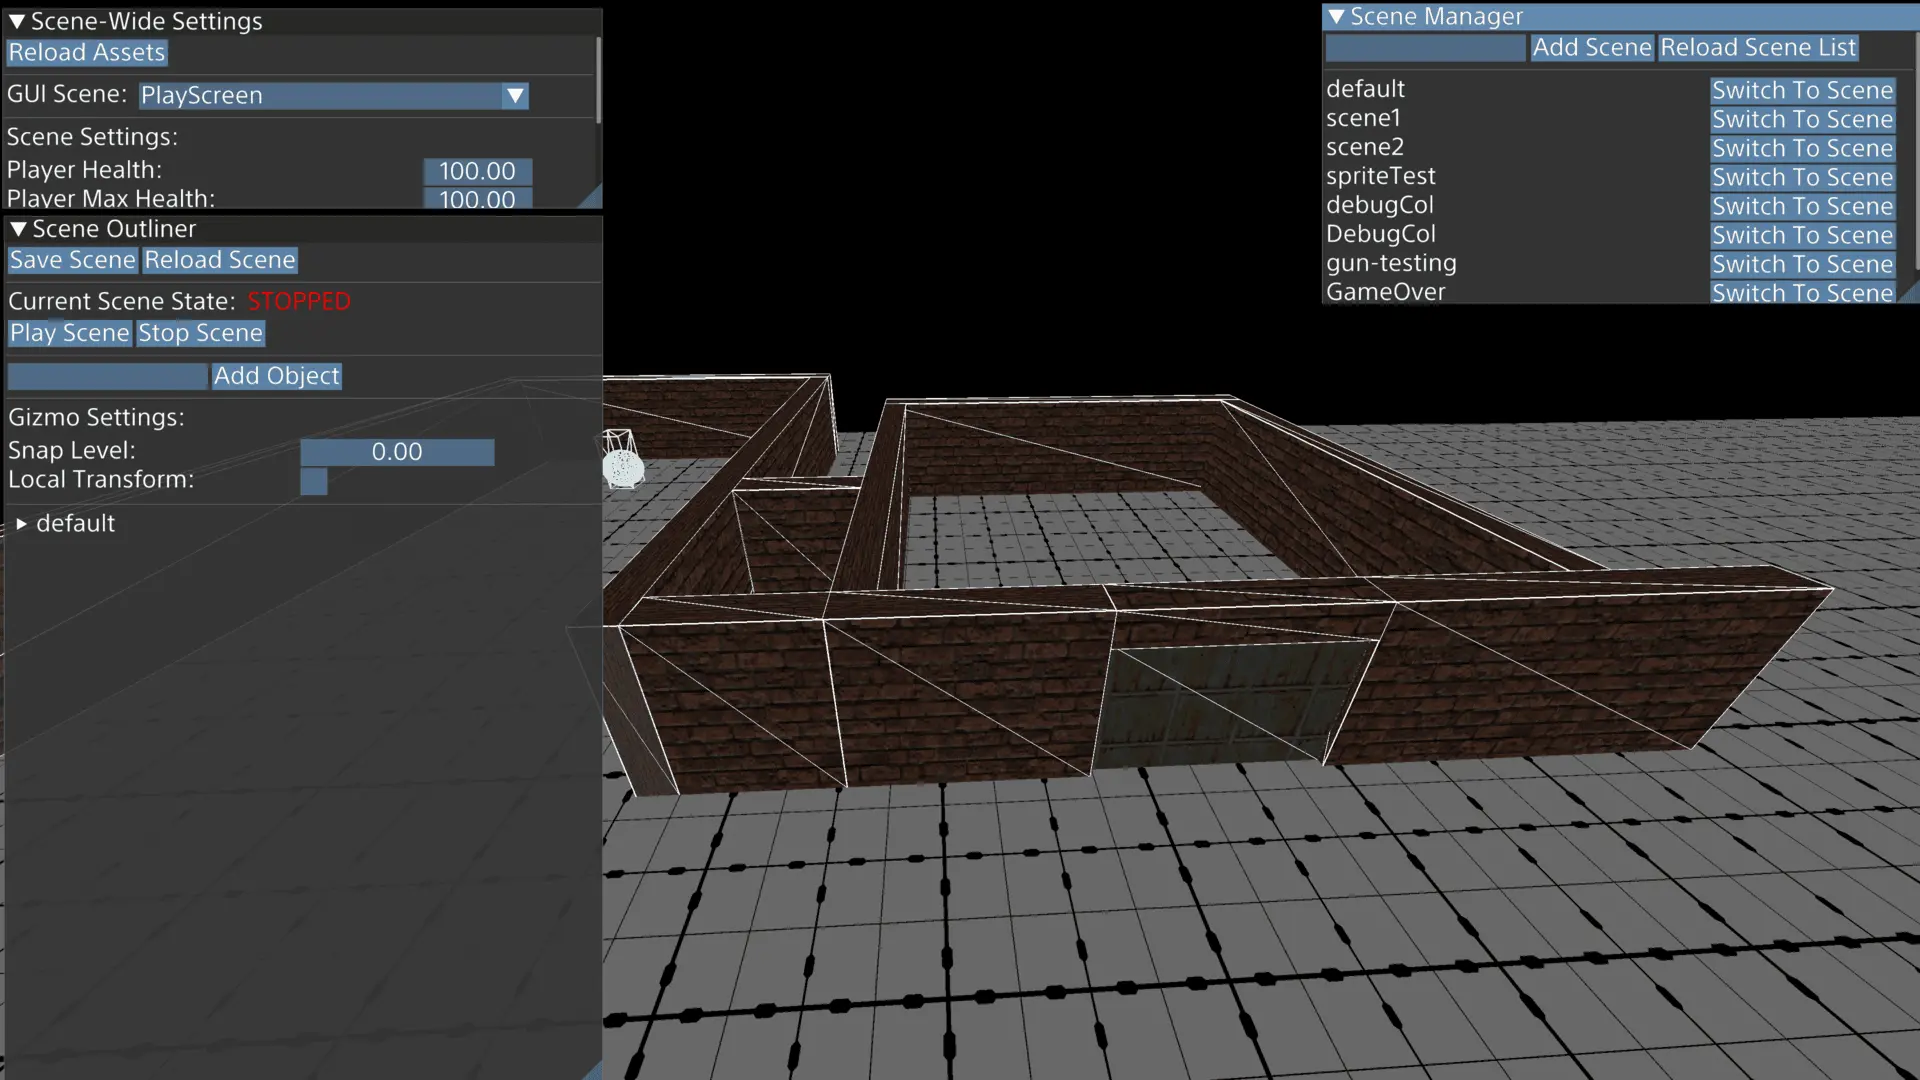 Scene-Wide Settings
Reload Assets
GUI Scene: PlayScreen
Scene Settings:
Player Health: 100.00
Player Max Health: 100.00
Scene Outliner
Save Scene Reload Scene
Current Scene State: STOPPED
Play Scene Stop Scene
Add Object
Gizmo Settings:
Snap Level: 0.00
Local Transform:
default
Scene Manager
Add Scene Reload Scene List
default Switch To Scene
scene1 Switch To Scene
scene2 Switch To Scene
spriteTest Switch To Scene
debugCol Switch To Scene
DebugCol Switch To Scene
gun-testing Switch To Scene
GameOver Switch To Scene